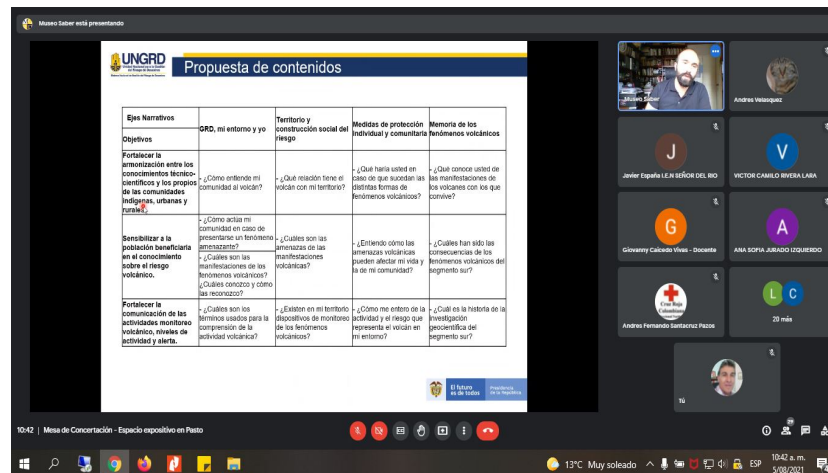 Museo Saber está presentando
UNGRD
Propuesta de contenidos
Ejes Narrativos
Objetivos
GRD, mi entorno y yo
Territorio y
construcción social del
riesgo
Medidas de protección
individual y comunitaria
Memoria de los
fenómenos volcánicos
Fortalecer la
armonización entre los
conocimientos técnico-
científicos y los propios
de las comunidades
indígenas, urbanas y
rurales.
- ¿Cómo entiende mi
comunidad al volcán?
- ¿Qué relación tiene el
volcán con mi territorio?
- ¿Qué haría usted en
caso de que sucedan las
distintas formas de
fenómenos volcánicos?
- ¿Qué conoce usted de
las manifestaciones de
los volcanes con los que
convive?
Sensibilizar a la
población beneficiaria
en el conocimiento
sobre el riesgo
volcánico.
- ¿Cómo actúa mi
comunidad en caso de
presentarse un fenómeno
amenazante?
- ¿Cuáles son las
manifestaciones de los
fenómenos volcánicos?
¿Cuáles conozco y cómo
las reconozco?
- ¿Cuáles son las
amenazas de las
manifestaciones
volcánicas?
- ¿Entiendo cómo las
amenazas volcánicas
pueden afectar mi vida y
la de mi comunidad?
- ¿Cuáles han sido las
consecuencias de los
fenómenos volcánicos del
segmento sur?
Fortalecer la
comunicación de las
actividades monitoreo
volcánico, niveles de
actividad y alerta.
- ¿Cuáles son los
términos usados para la
comprensión de la
actividad volcánica?
- ¿Existen en mi territorio
dispositivos de monitoreo
de los fenómenos
volcánicos?
- ¿Cómo me entero de la
actividad y el riesgo que
representa el volcán en
mi entorno?
- ¿Cuál es la historia de la
investigación
geocientífica del
segmento sur?
El futuro
es de todos
Presidencia
de la República
Museo Saber
Andres Velasquez
J
Javier España I.E.N SEÑOR DEL RIO
V
VICTOR CAMILO RIVERA LARA
G
Giovanny Caicedo Vivas - Docente
A
ANA SOFIA JURADO IZQUIERDO
Cruz Roja
Colombiana
Andres Fernando Santacruz Pazos
L C
20 más
Tú
10:42 | Mesa de Concertación - Espacio expositivo en Pasto
29
13°C Muy soleado
ESP
10:42 a. m.
5/08/2021